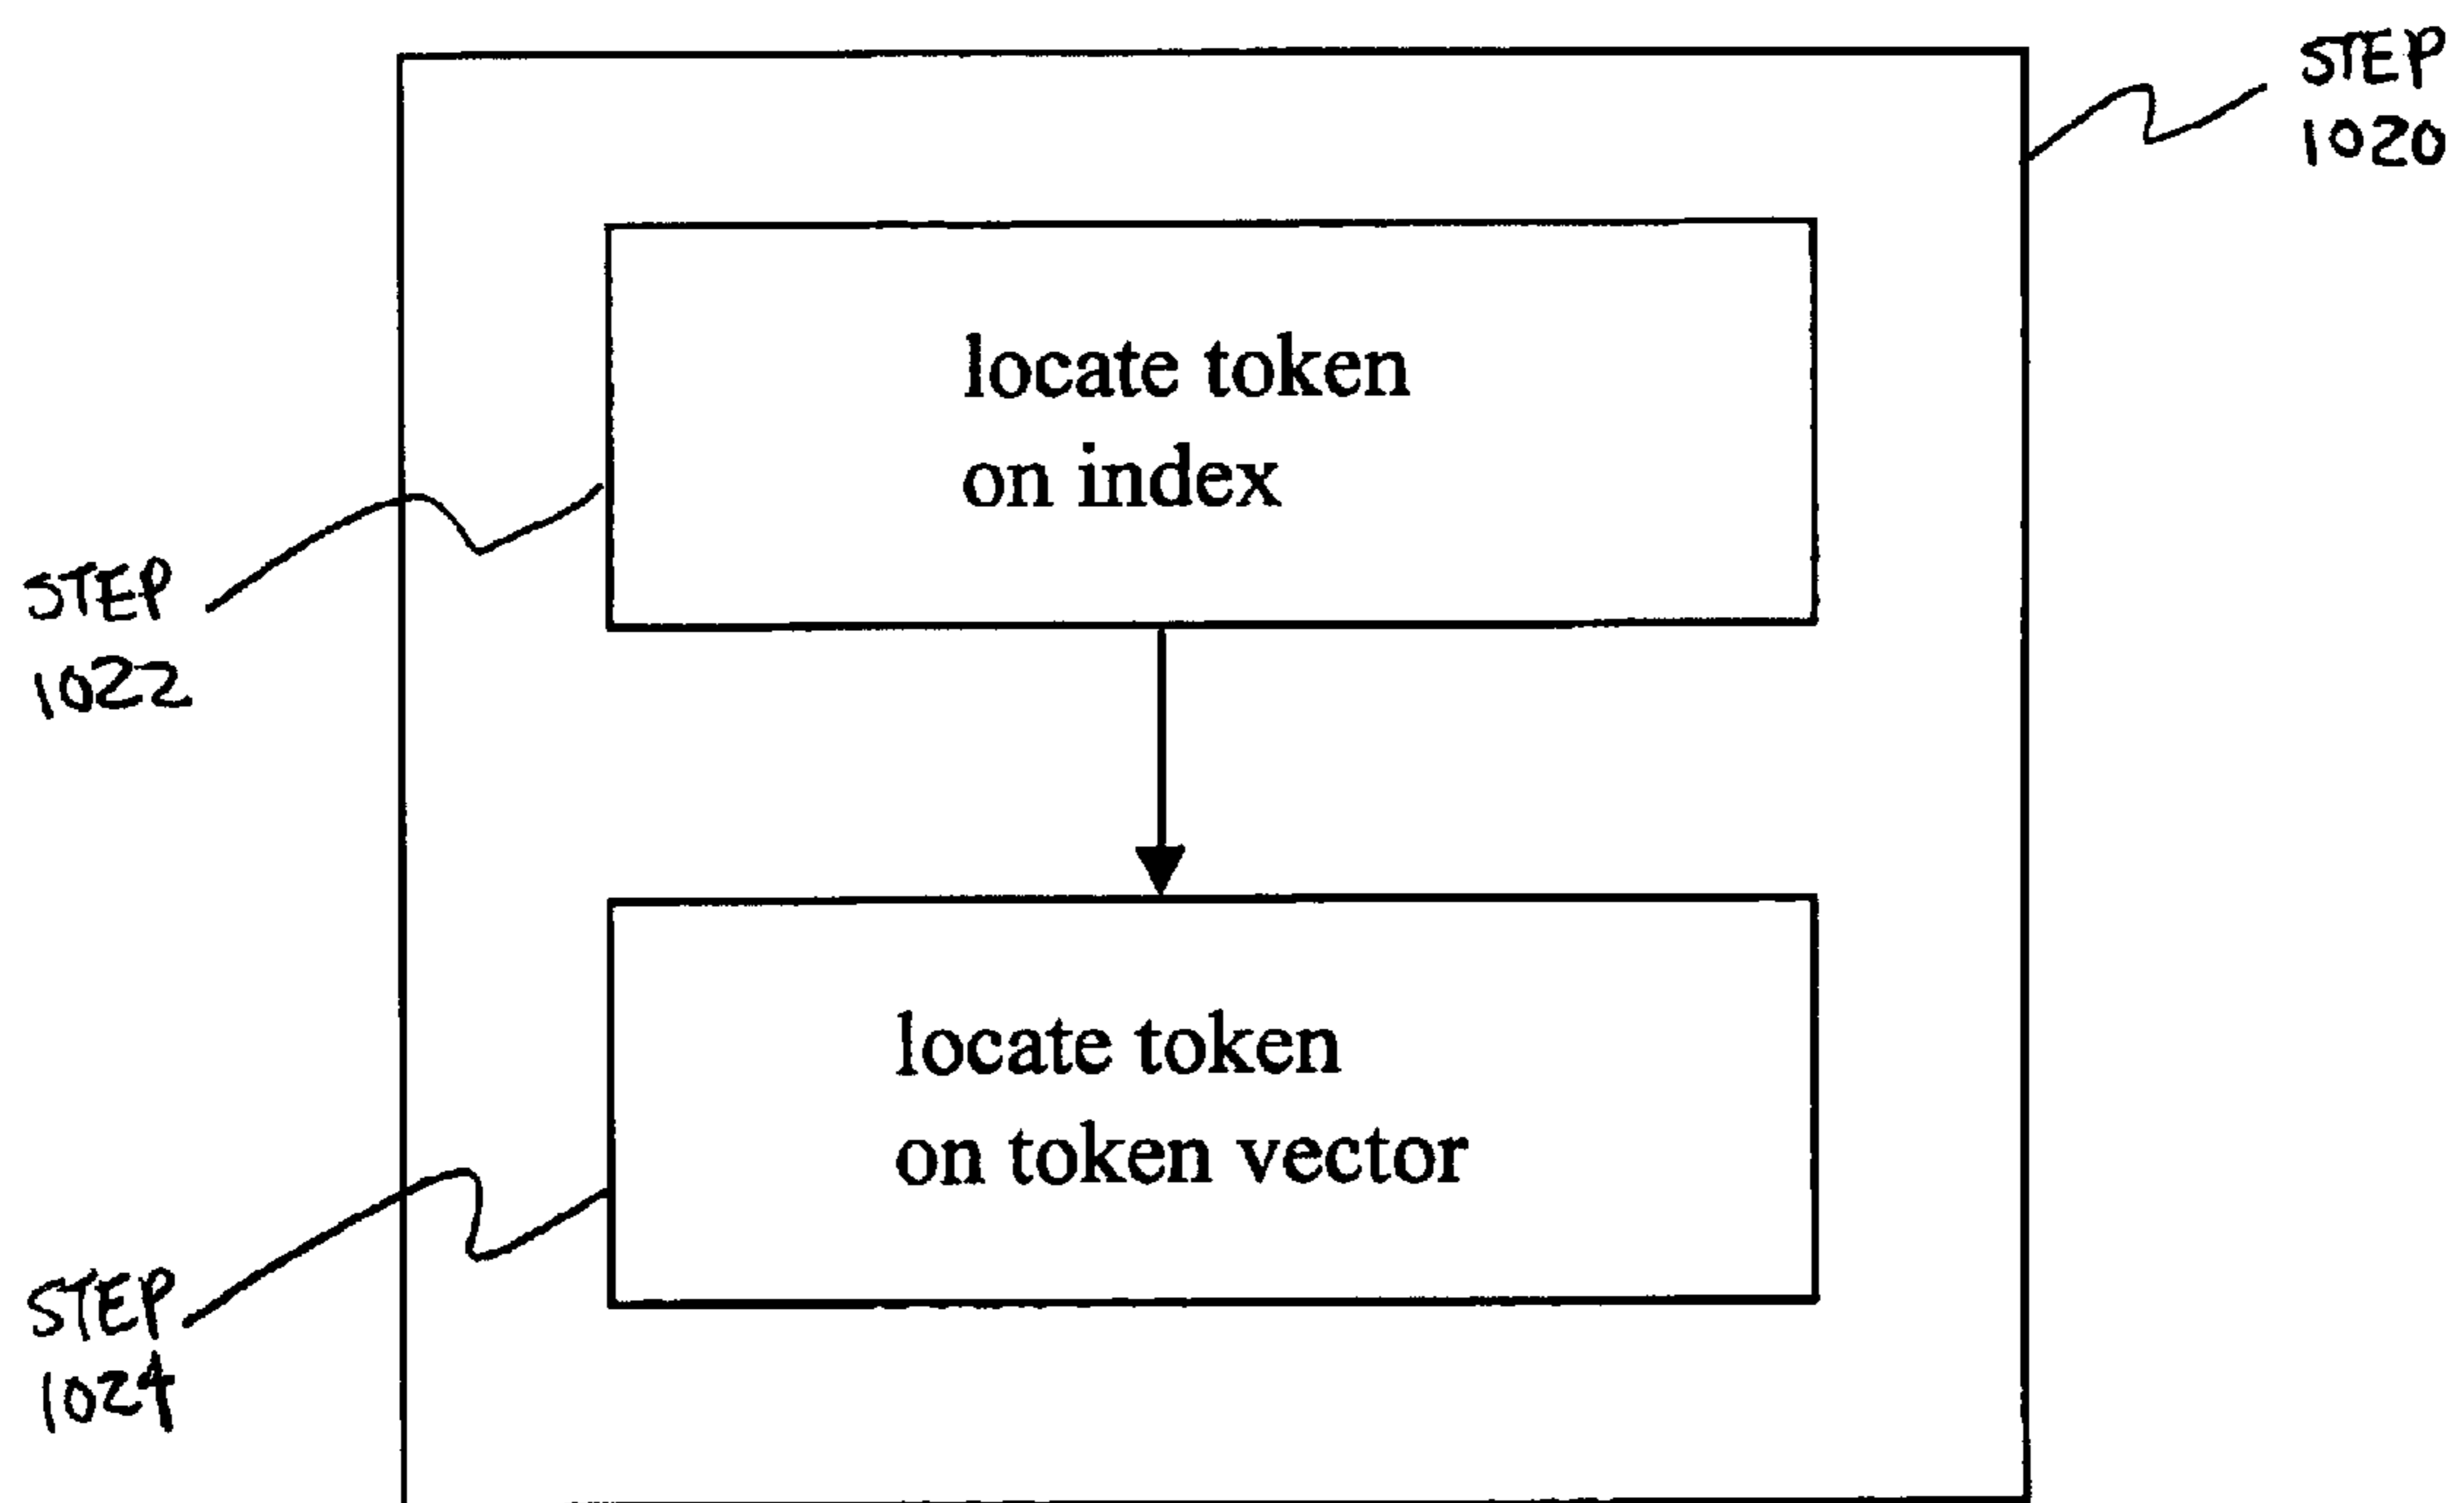 STEP
1020
locate token
on index
STEP
1022
locate token
on token vector
STEP
1024